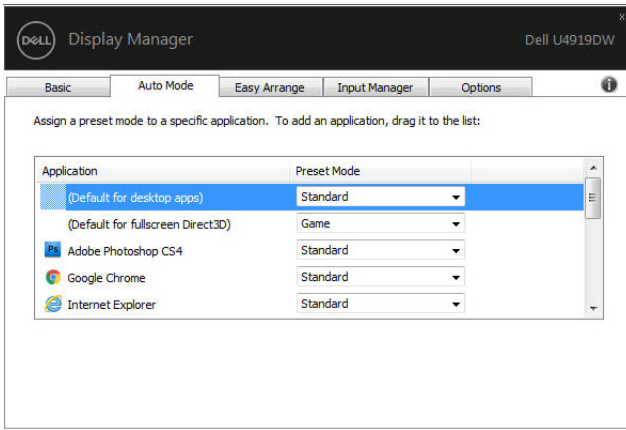 DELL Display Manager Dell U4919DW x
Basic Auto Mode Easy Arrange Input Manager Options i
Assign a preset mode to a specific application. To add an application, drag it to the list:
Application Preset Mode
(Default for desktop apps) Standard
(Default for fullscreen Direct3D) Game
Ps Adobe Photoshop CS4 Standard
Google Chrome Standard
Internet Explorer Standard